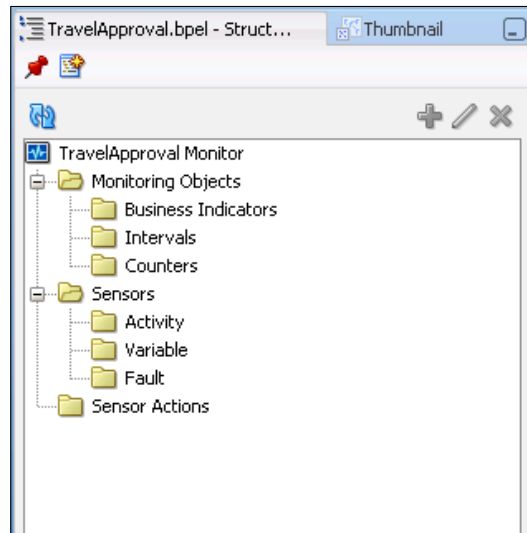 TravelApproval.bpel - Struct... Thumbnail
TravelApproval Monitor
Monitoring Objects
Business Indicators
Intervals
Counters
Sensors
Activity
Variable
Fault
Sensor Actions